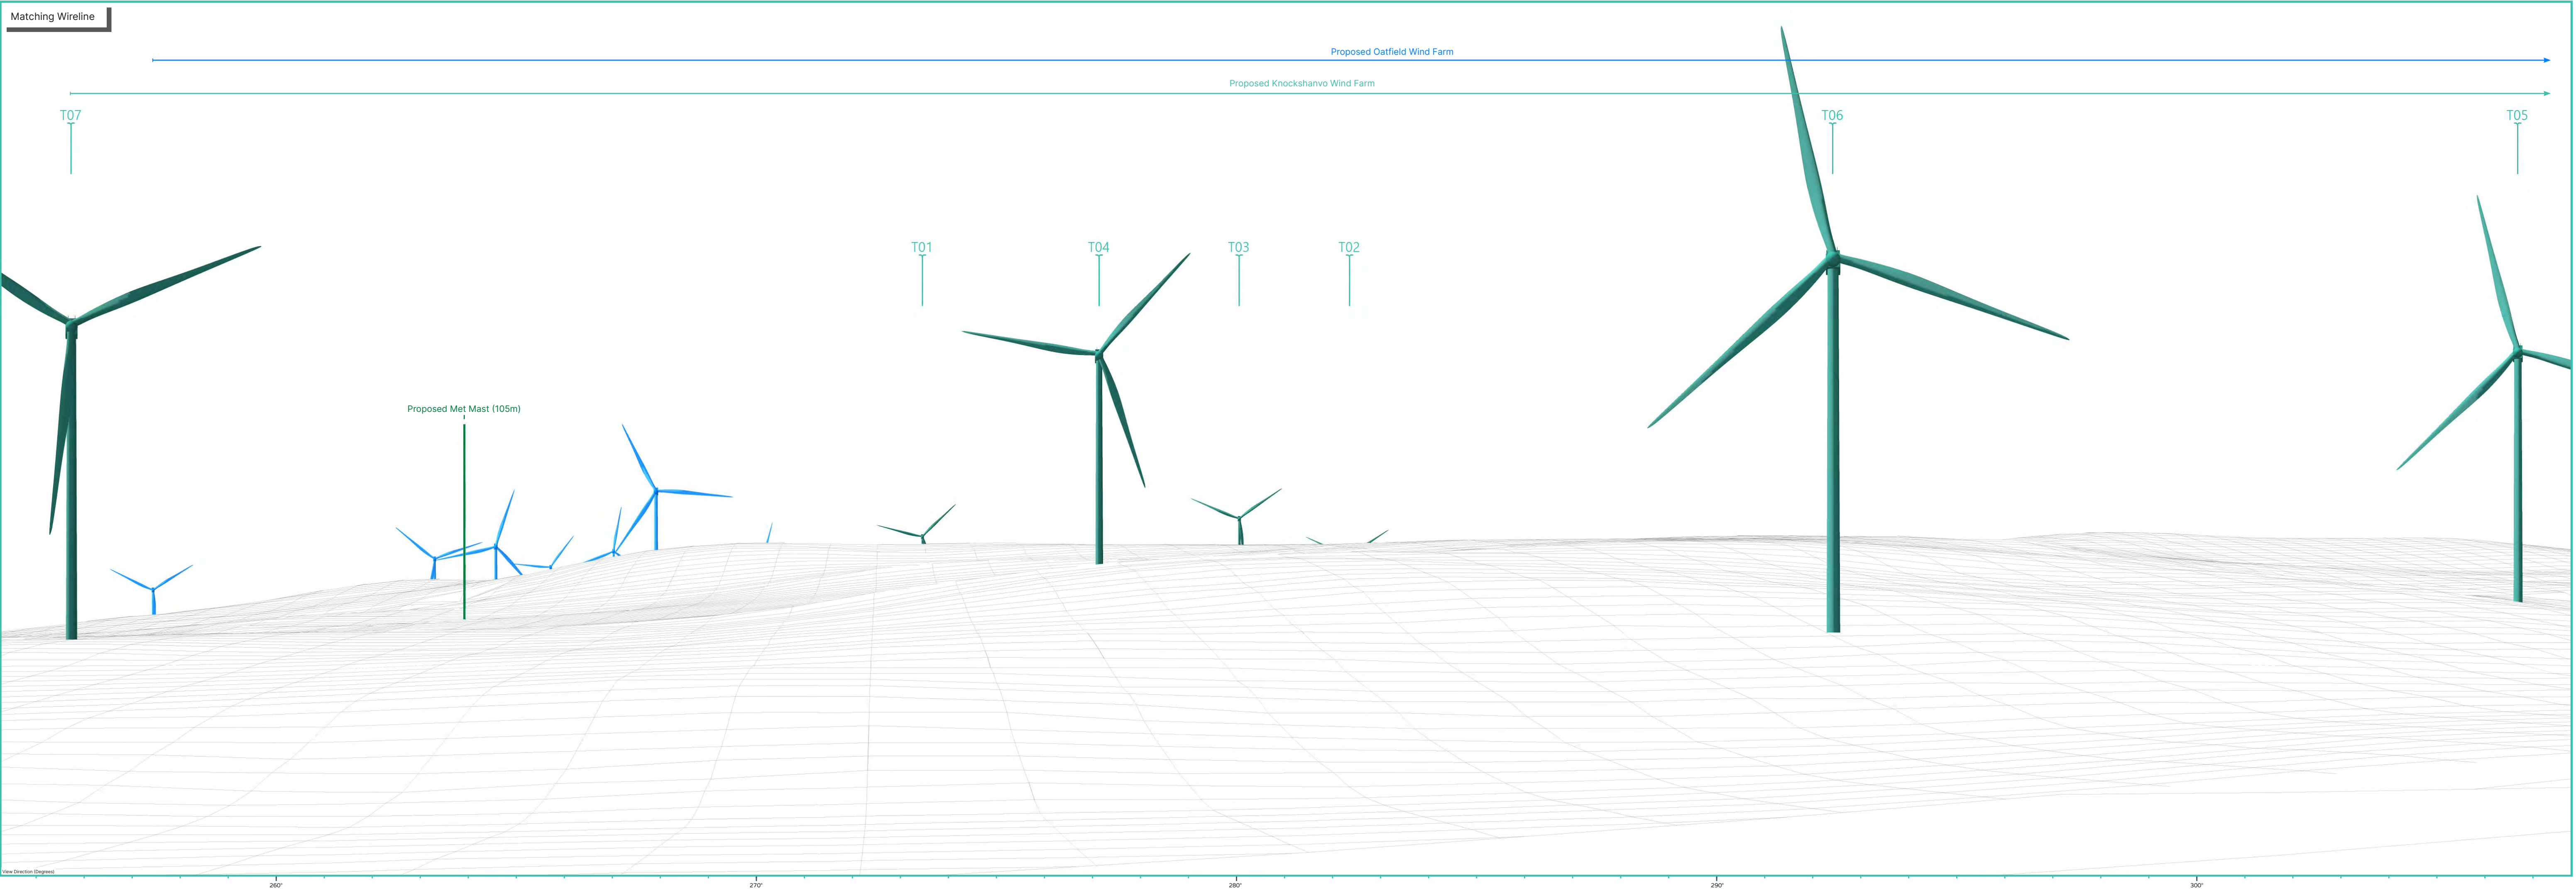 Matching Wireline
Proposed Oatfield Wind Farm
Proposed Knockshanvo Wind Farm
T07
T06
T05
T01
T04
T03
T02
Proposed Met Mast (105m)
View Direction (Degrees)
260°
270°
280°
290°
300°